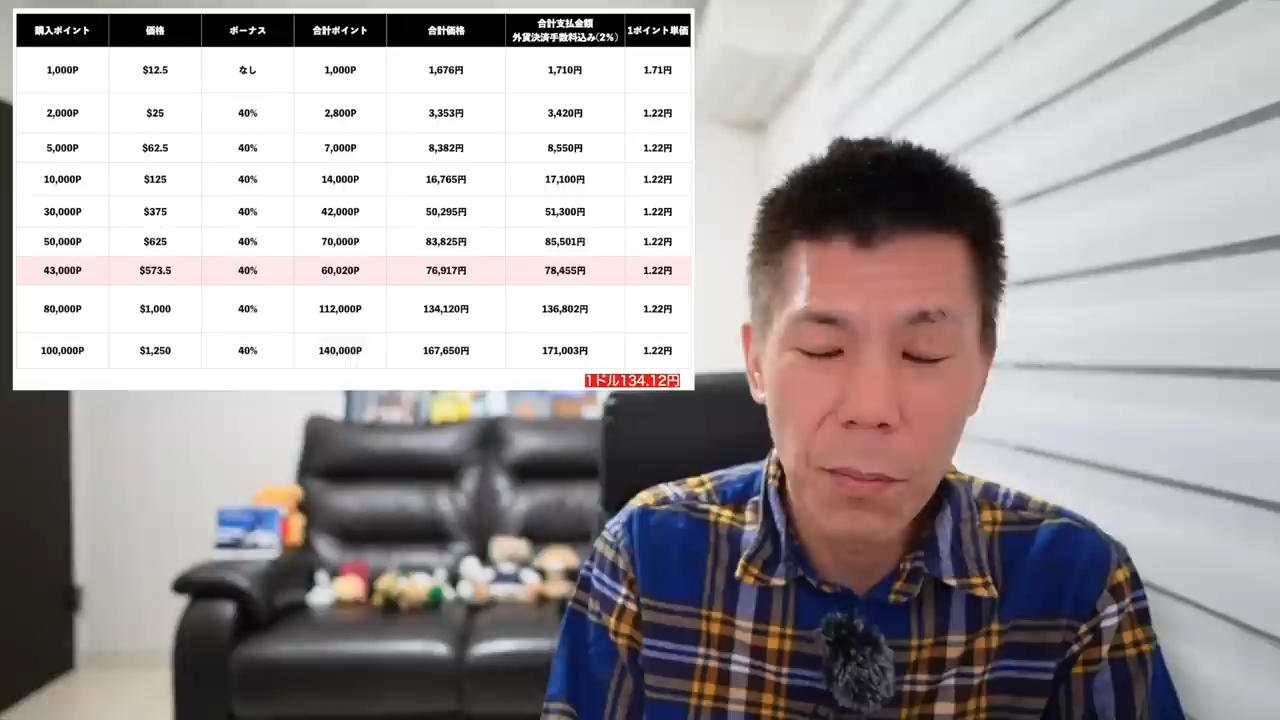 購入ポイント 価格 ボーナス 合計ポイント 合計価格 合計支払金額 外貨決済手数料込み(2%) 1ポイント単価
1,000P $12.5 なし 1,000P 1,676円 1,710円 1.71円
2,000P $25 40% 2,800P 3,353円 3,420円 1.22円
5,000P $62.5 40% 7,000P 8,382円 8,550円 1.22円
10,000P $125 40% 14,000P 16,765円 17,100円 1.22円
30,000P $375 40% 42,000P 50,295円 51,300円 1.22円
50,000P $625 40% 70,000P 83,825円 85,501円 1.22円
43,000P $573.5 40% 60,020P 76,917円 78,455円 1.22円
80,000P $1,000 40% 112,000P 134,120円 136,802円 1.22円
100,000P $1,250 40% 140,000P 167,650円 171,003円 1.22円
1ドル134.12円